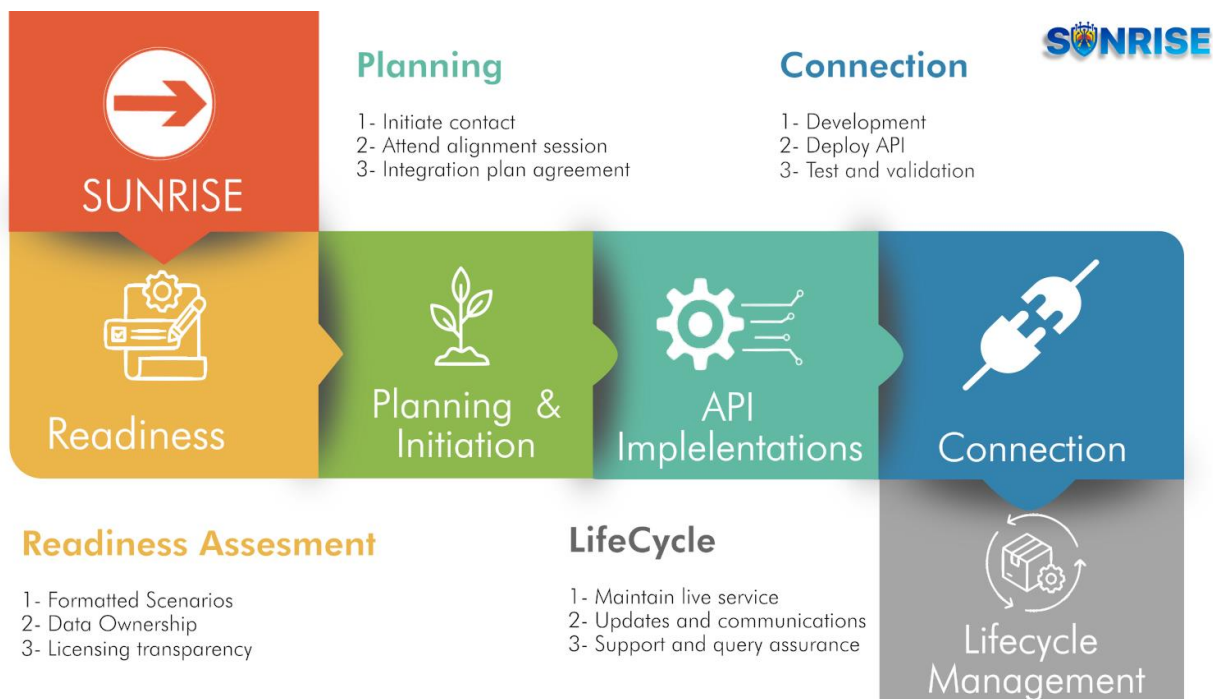 SUNRISE
Planning
1- Initiate contact
2- Attend alignment session
3- Integration plan agreement
Connection
1- Development
2- Deploy API
3- Test and validation
SUNRISE
Readiness
Planning &
Initiation
API
Implelentations
Connection
Readiness Assesment
1- Formatted Scenarios
2- Data Ownership
3- Licensing transparency
LifeCycle
1- Maintain live service
2- Updates and communications
3- Support and query assurance
Lifecycle
Management